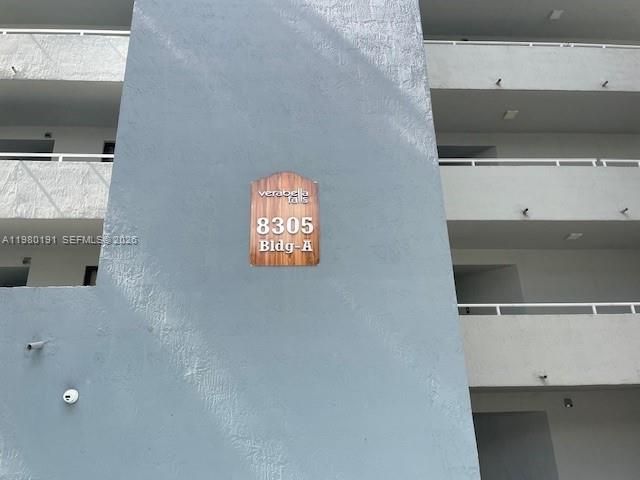 verabella
falls
8305
Bldg-A
A11980191 SEFMLS © 2026